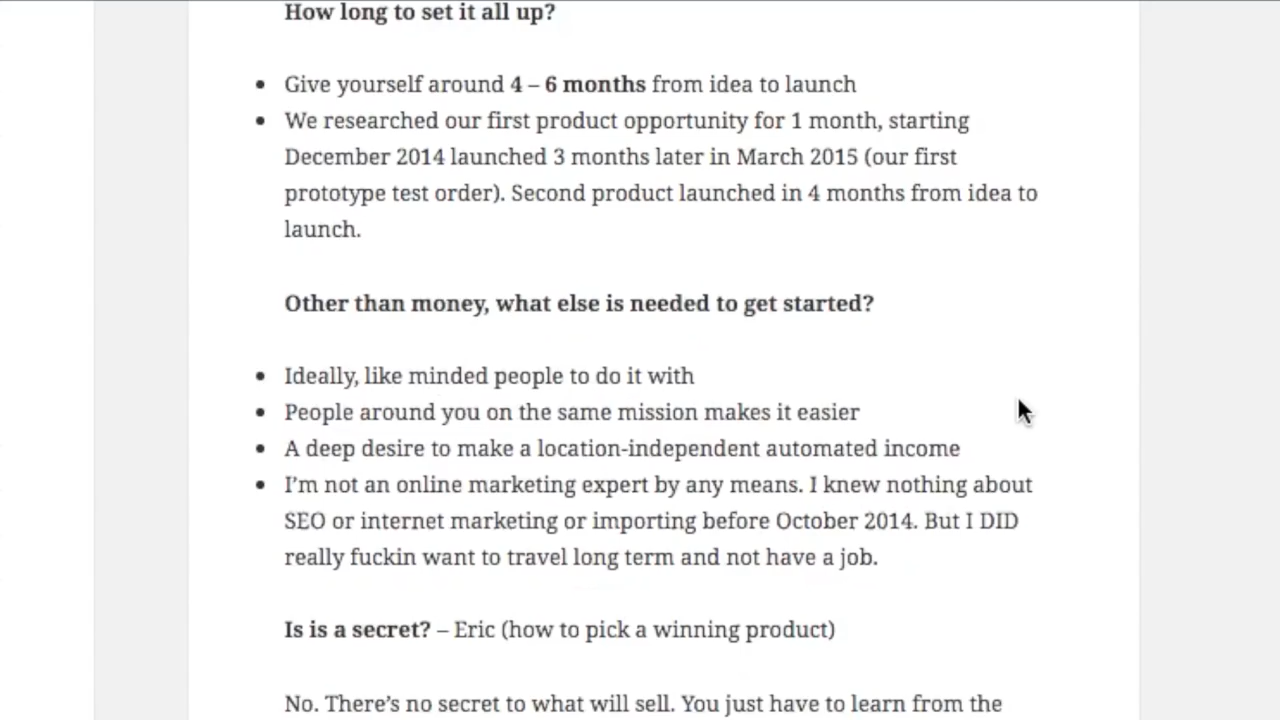 How long to set it all up?
• Give yourself around 4 – 6 months from idea to launch
• We researched our first product opportunity for 1 month, starting
December 2014 launched 3 months later in March 2015 (our first
prototype test order). Second product launched in 4 months from idea to
launch.
Other than money, what else is needed to get started?
• Ideally, like minded people to do it with
• People around you on the same mission makes it easier
• A deep desire to make a location-independent automated income
• I’m not an online marketing expert by any means. I knew nothing about
SEO or internet marketing or importing before October 2014. But I DID
really fuckin want to travel long term and not have a job.
Is is a secret? – Eric (how to pick a winning product)
No. There’s no secret to what will sell. You just have to learn from the